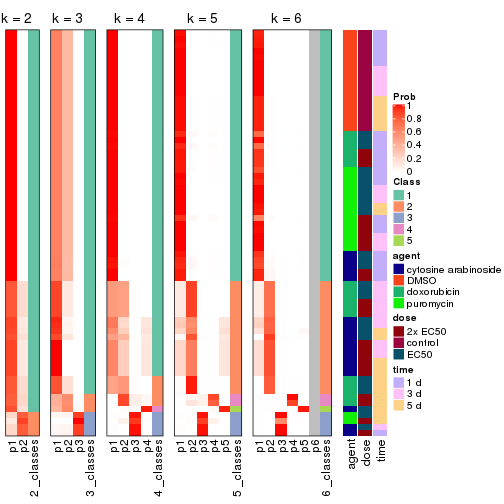 k = 2
k = 3
k = 4
k = 5
k = 6
p1
p2
2_classes
p1
p2
p3
3_classes
p1
p2
p3
p4
4_classes
p1
p2
p3
p4
p5
5_classes
p1
p2
p3
p4
p5
p6
6_classes
agent
dose
time
Prob
1
0.8
0.6
0.4
0.2
0
Class
1
2
3
4
5
agent
cytosine arabinoside
DMSO
doxorubicin
puromycin
dose
2x EC50
control
EC50
time
1 d
3 d
5 d